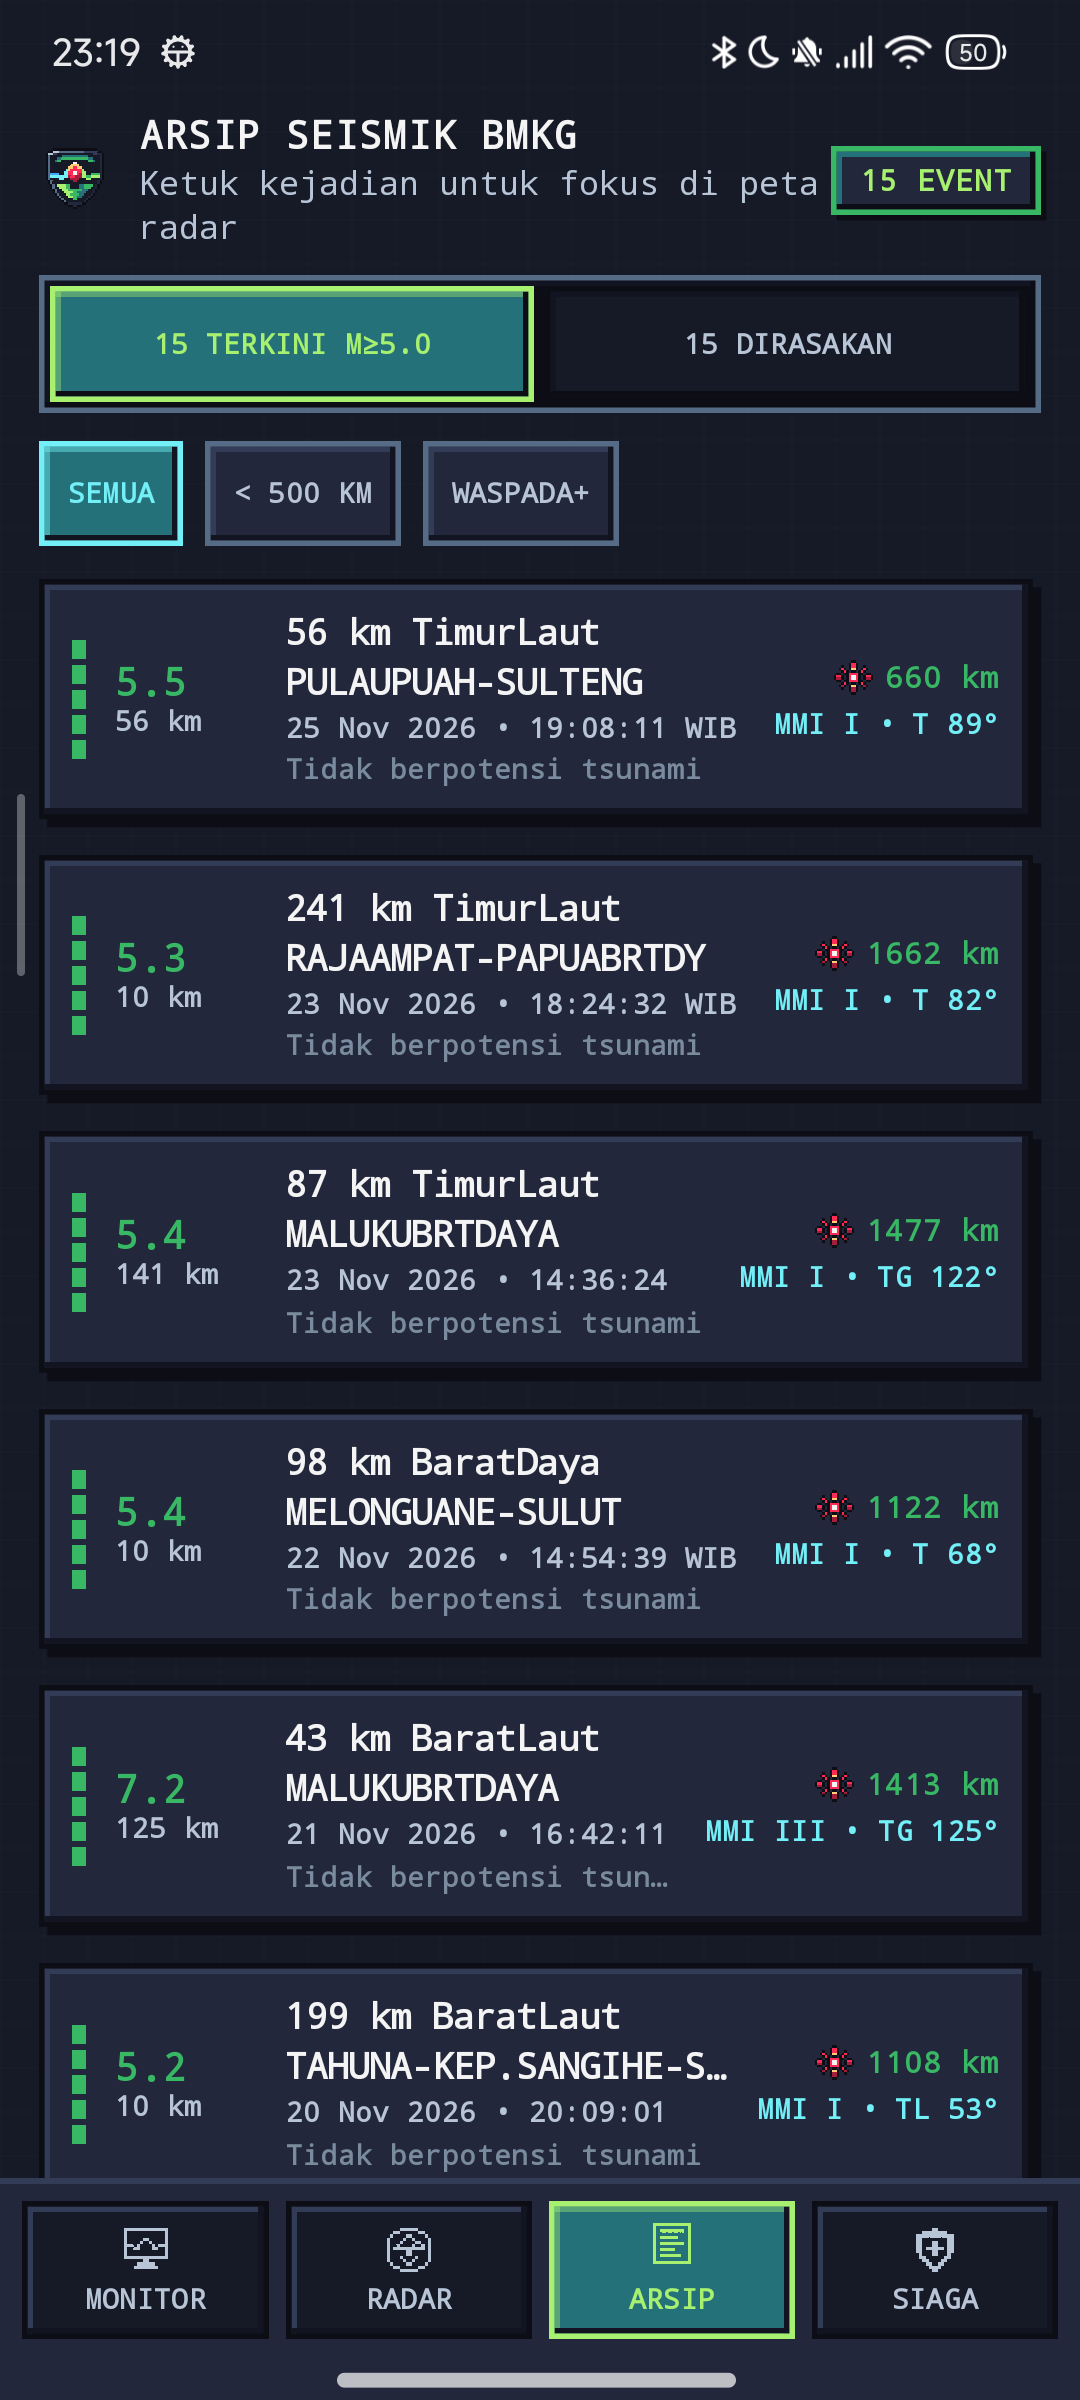 23:19
50
ARSIP SEISMIK BMKG
Ketuk kejadian untuk fokus di peta
radar
15 EVENT
15 TERKINI M≥5.0
15 DIRASAKAN
SEMUA
< 500 KM
WASPADA+
5.5
56 km
56 km TimurLaut
PULAUPUAH-SULTENG
25 Nov 2026 • 19:08:11 WIB
Tidak berpotensi tsunami
660 km
MMI I • T 89°
5.3
10 km
241 km TimurLaut
RAJAAMPAT-PAPUABRTDY
23 Nov 2026 • 18:24:32 WIB
Tidak berpotensi tsunami
1662 km
MMI I • T 82°
5.4
141 km
87 km TimurLaut
MALUKUBRTDAYA
23 Nov 2026 • 14:36:24
Tidak berpotensi tsunami
1477 km
MMI I • TG 122°
5.4
10 km
98 km BaratDaya
MELONGUANE-SULUT
22 Nov 2026 • 14:54:39 WIB
Tidak berpotensi tsunami
1122 km
MMI I • T 68°
7.2
125 km
43 km BaratLaut
MALUKUBRTDAYA
21 Nov 2026 • 16:42:11
Tidak berpotensi tsun…
1413 km
MMI III • TG 125°
5.2
10 km
199 km BaratLaut
TAHUNA-KEP.SANGIHE-S…
20 Nov 2026 • 20:09:01
Tidak berpotensi tsunami
1108 km
MMI I • TL 53°
MONITOR
RADAR
ARSIP
SIAGA